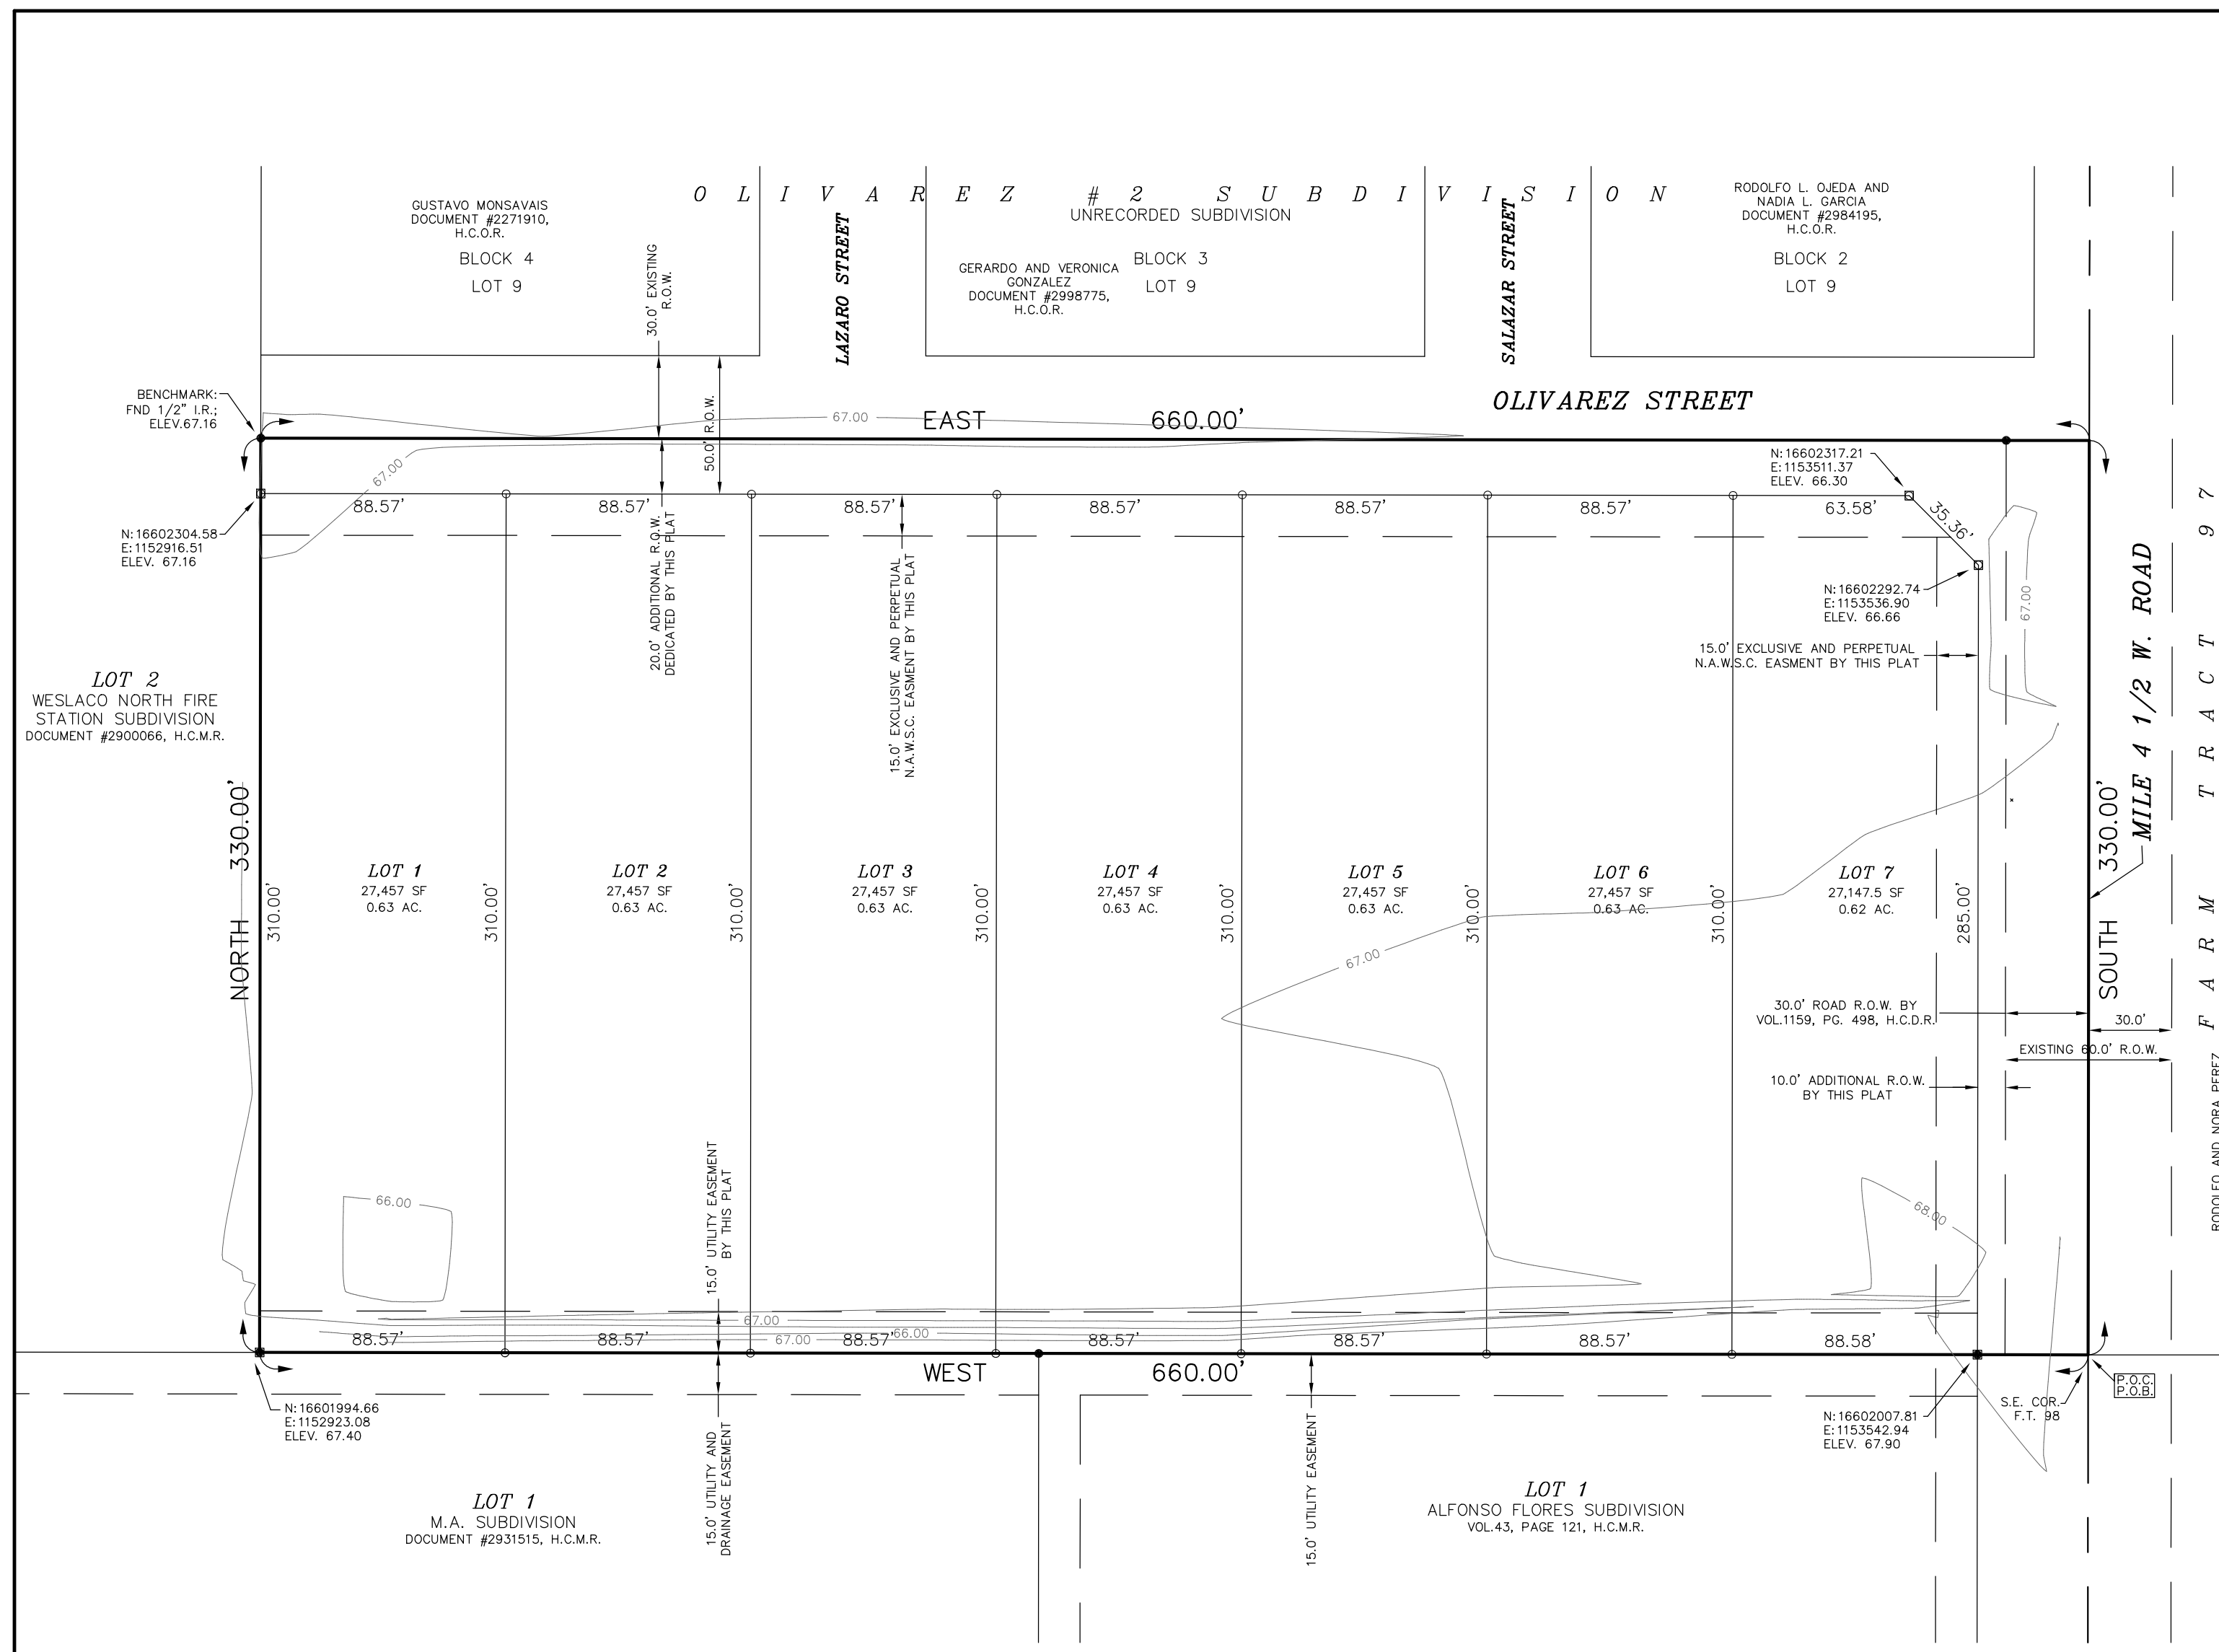 OLIVAREZ #2 SUBDIVISION
UNRECORDED SUBDIVISION
GUSTAVO MONSAVAIS
DOCUMENT #2271910,
H.C.O.R.
BLOCK 4
LOT 9
30.0' EXISTING
R.O.W.
LAZARO STREET
GERARDO AND VERONICA
GONZALEZ
DOCUMENT #2998775,
H.C.O.R.
BLOCK 3
LOT 9
SALAZAR STREET
RODOLFO L. OJEDA AND
NADIA L. GARCIA
DOCUMENT #2984195,
H.C.O.R.
BLOCK 2
LOT 9
BENCHMARK:
FND 1/2" I.R.;
ELEV.67.16
50.0' R.O.W.
67.00
EAST 660.00'
OLIVAREZ STREET
67.00
N:16602317.21
E:1153511.37
ELEV. 66.30
88.57'
88.57'
88.57'
88.57'
88.57'
88.57'
63.58'
35.36'
N:16602304.58
E:1152916.51
ELEV. 67.16
20.0' ADDITIONAL R.O.W.
DEDICATED BY THIS PLAT
15.0' EXCLUSIVE AND PERPETUAL
N.A.W.S.C. EASMENT BY THIS PLAT
N:16602292.74
E:1153536.90
ELEV. 66.66
67.00
15.0' EXCLUSIVE AND PERPETUAL
N.A.W.S.C. EASMENT BY THIS PLAT
MILE 4 1/2 W. ROAD
FARM TRACT 97
LOT 2
WESLACO NORTH FIRE
STATION SUBDIVISION
DOCUMENT #2900066, H.C.M.R.
NORTH 330.00'
310.00'
LOT 1
27,457 SF
0.63 AC.
310.00'
LOT 2
27,457 SF
0.63 AC.
310.00'
LOT 3
27,457 SF
0.63 AC.
310.00'
LOT 4
27,457 SF
0.63 AC.
310.00'
LOT 5
27,457 SF
0.63 AC.
310.00'
LOT 6
27,457 SF
0.63 AC.
310.00'
LOT 7
27,147.5 SF
0.62 AC.
285.00'
SOUTH 330.00'
67.00
30.0' ROAD R.O.W. BY
VOL.1159, PG. 498, H.C.D.R.
30.0'
EXISTING 60.0' R.O.W.
10.0' ADDITIONAL R.O.W.
BY THIS PLAT
RODOLFO AND NORA PEREZ
15.0' UTILITY EASEMENT
BY THIS PLAT
66.00
68.00
67.00
66.00
67.00
88.57'
88.57'
88.57'
88.57'
88.57'
88.57'
88.58'
WEST 660.00'
N:16601994.66
E:1152923.08
ELEV. 67.40
15.0' UTILITY AND
DRAINAGE EASEMENT
15.0' UTILITY EASEMENT
N:16602007.81
E:1153542.94
ELEV. 67.90
S.E. COR.
F.T. 98
P.O.C.
P.O.B.
LOT 1
M.A. SUBDIVISION
DOCUMENT #2931515, H.C.M.R.
LOT 1
ALFONSO FLORES SUBDIVISION
VOL.43, PAGE 121, H.C.M.R.